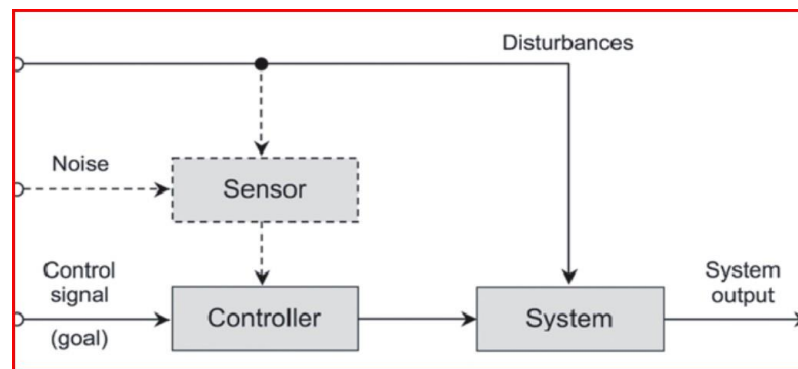 Disturbances
Noise
Sensor
Control
signal
(goal)
Controller
System
System
output